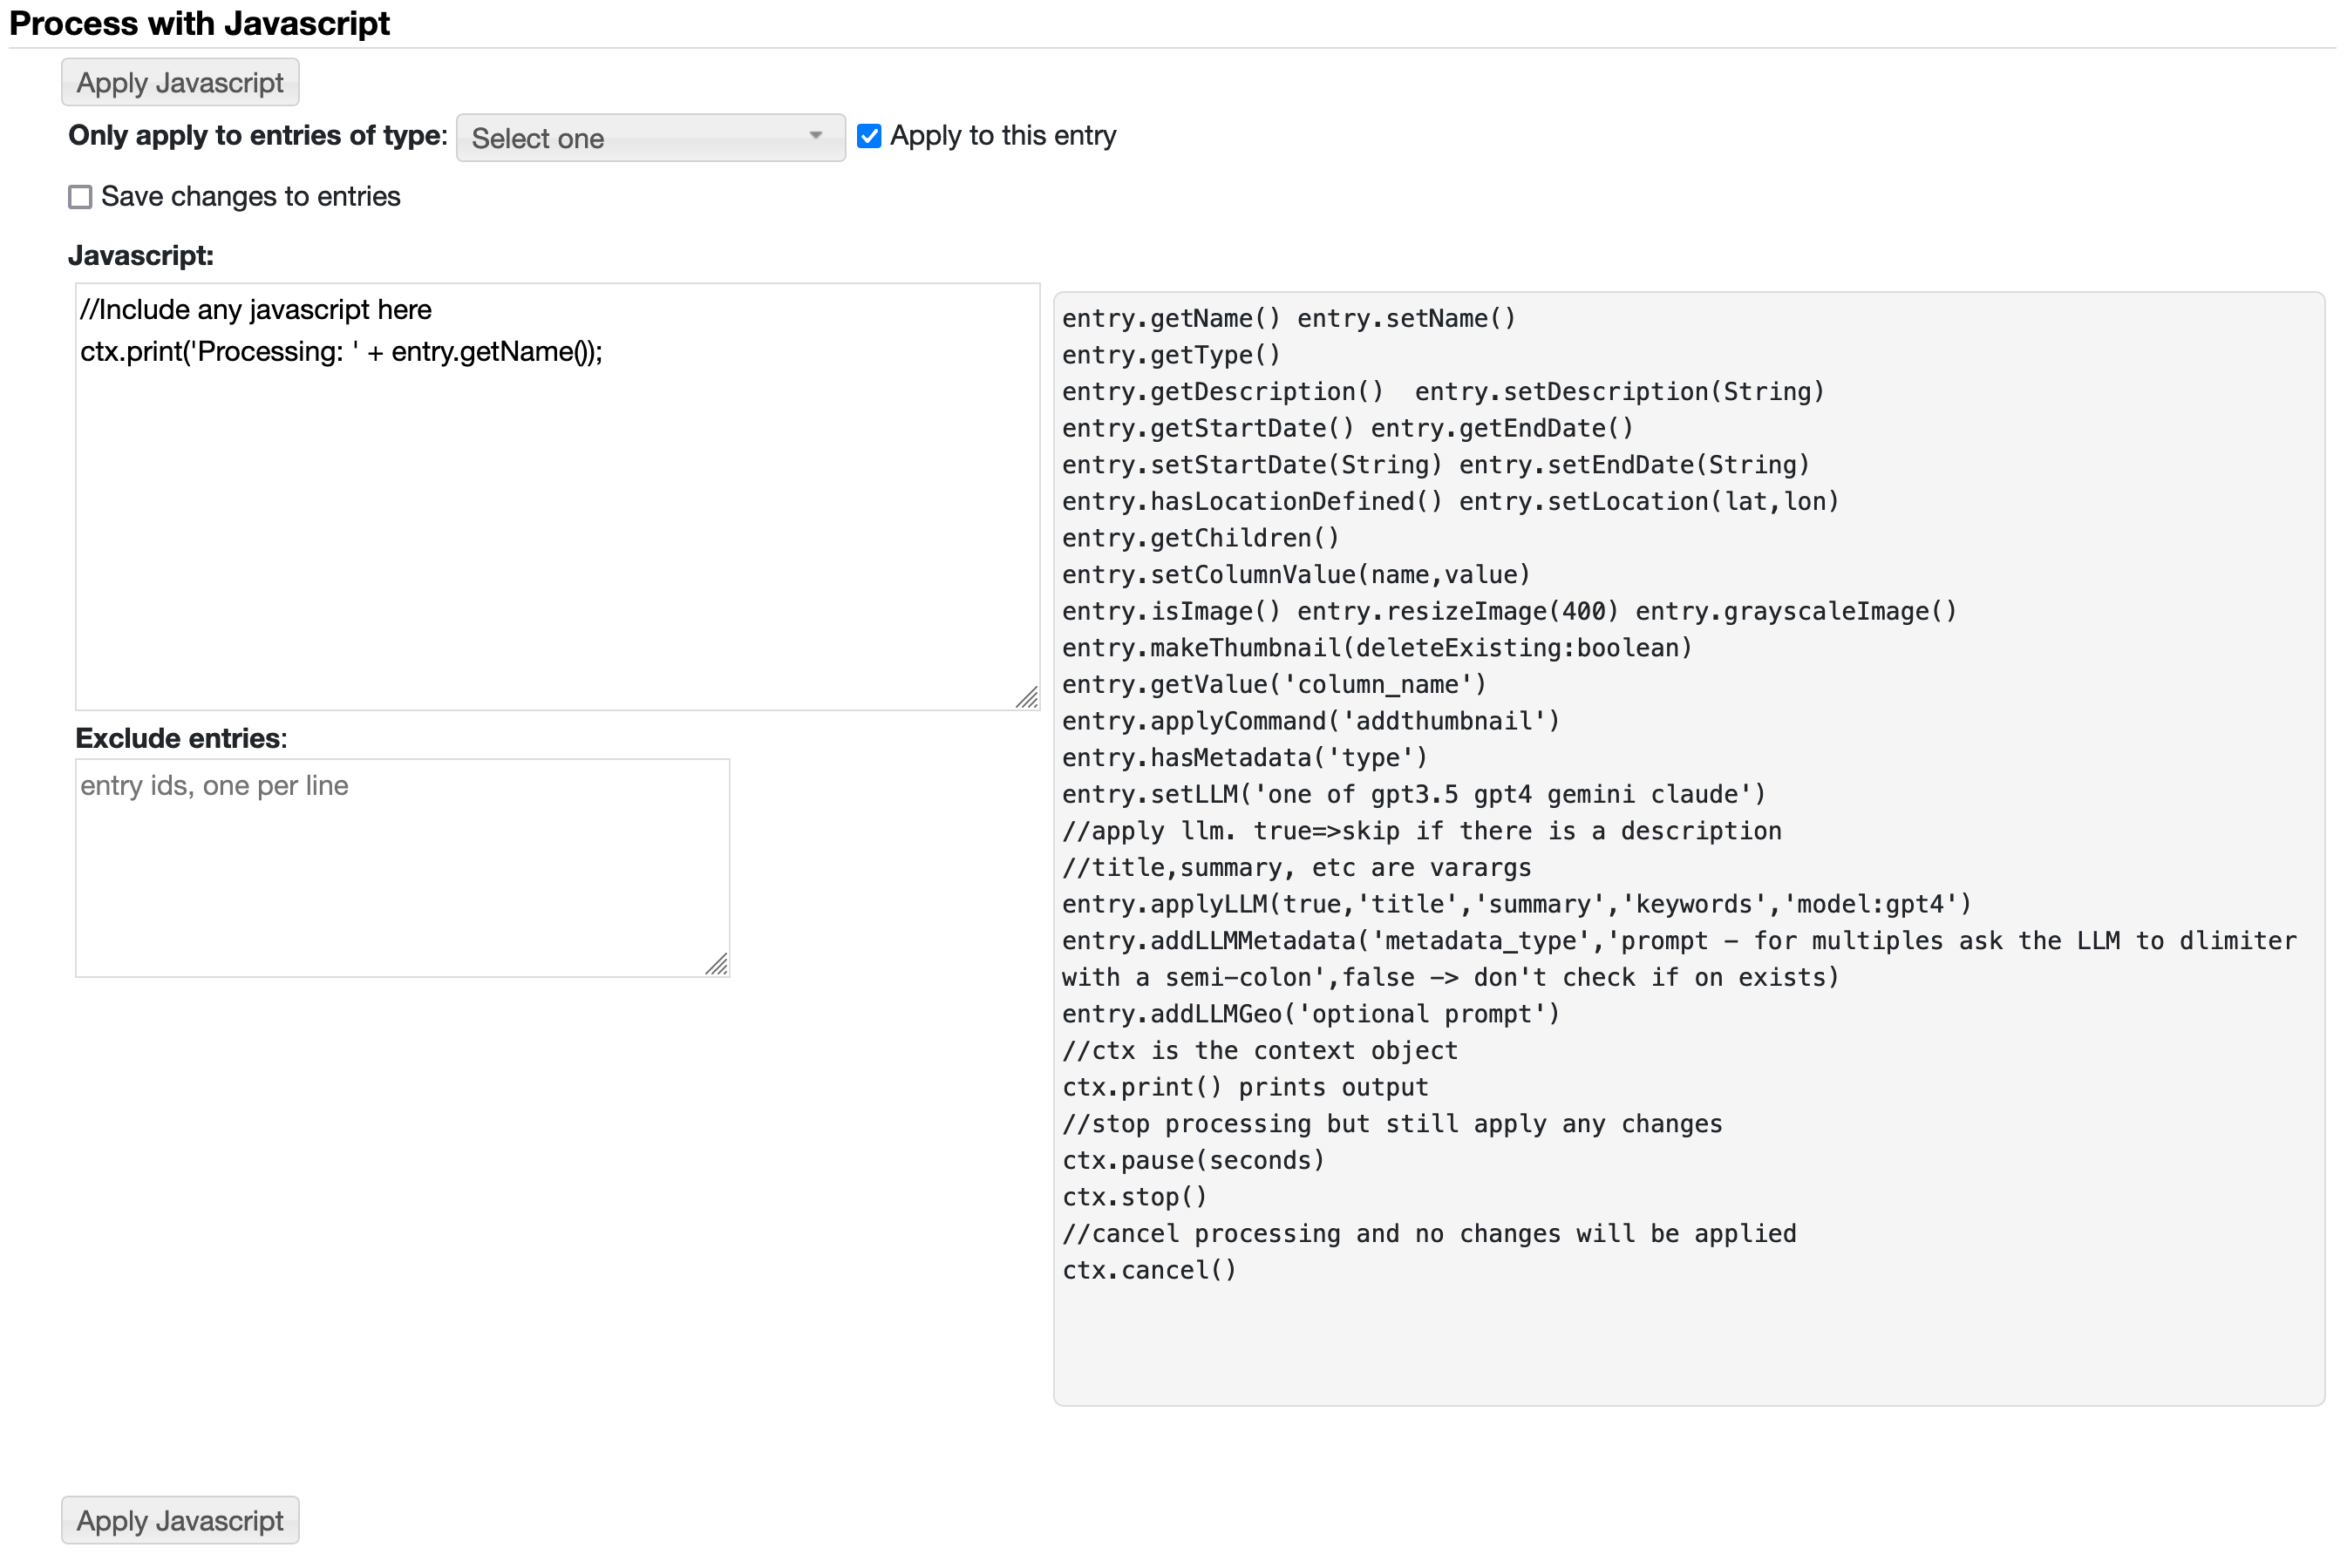 Process with Javascript
Apply Javascript
Only apply to entries of type: Select one Apply to this entry
Save changes to entries
Javascript:
//Include any javascript here
ctx.print('Processing: ' + entry.getName());
Exclude entries:
entry ids, one per line
entry.getName() entry.setName()
entry.getType()
entry.getDescription()  entry.setDescription(String)
entry.getStartDate() entry.getEndDate()
entry.setStartDate(String) entry.setEndDate(String)
entry.hasLocationDefined() entry.setLocation(lat,lon)
entry.getChildren()
entry.setColumnValue(name,value)
entry.isImage() entry.resizeImage(400) entry.grayscaleImage()
entry.makeThumbnail(deleteExisting:boolean)
entry.getValue('column_name')
entry.applyCommand('addthumbnail')
entry.hasMetadata('type')
entry.setLLM('one of gpt3.5 gpt4 gemini claude')
//apply llm. true=>skip if there is a description
//title,summary, etc are varargs
entry.applyLLM(true,'title','summary','keywords','model:gpt4')
entry.addLLMMetadata('metadata_type','prompt – for multiples ask the LLM to dlimiter
with a semi–colon',false –> don't check if on exists)
entry.addLLMGeo('optional prompt')
//ctx is the context object
ctx.print() prints output
//stop processing but still apply any changes
ctx.pause(seconds)
ctx.stop()
//cancel processing and no changes will be applied
ctx.cancel()
Apply Javascript